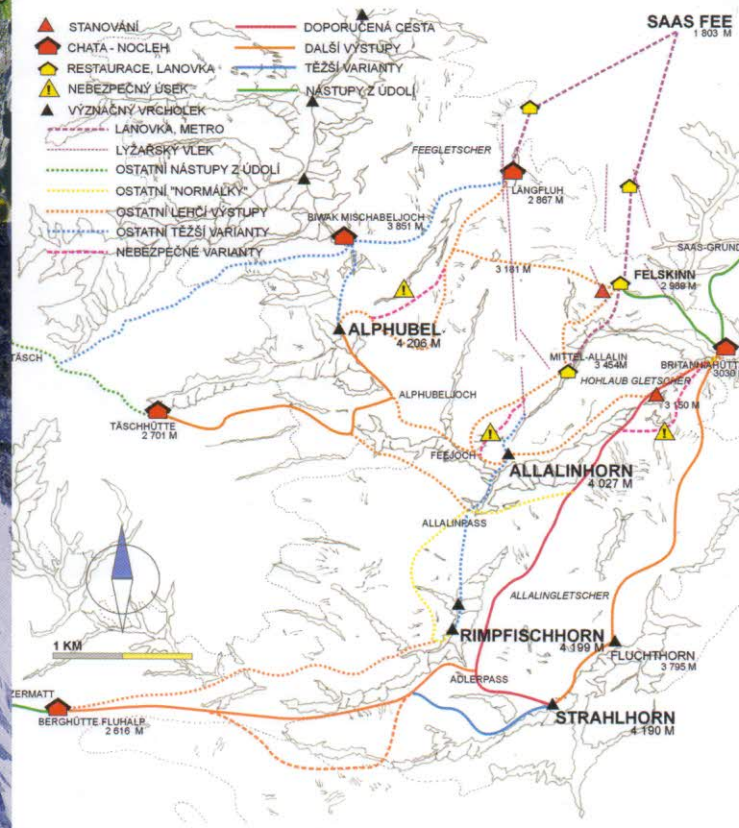 STANOVÁNÍ
CHATA - NOCLEH
RESTAURACE, LANOVKA
NEBEZPEČNÝ ÚSEK
VÝZNAČNÝ VRCHOLEK
LANOVKA, METRO
LYŽAŘSKÝ VLEK
OSTATNÍ NÁSTUPY Z ÚDOLÍ
OSTATNÍ "NORMÁLKY"
OSTATNÍ LEHČÍ VÝSTUPY
OSTATNÍ TĚŽŠÍ VARIANTY
NEBEZPEČNÉ VARIANTY
DOPORUČENÁ CESTA
DALŠÍ VÝSTUPY
TĚŽŠÍ VARIANTY
NÁSTUPY Z ÚDOLÍ
SAAS FEE
1 803 M
FEEGLETSCHER
LÄNGFLUH
2 867 M
BIWAK MISCHABELJOCH
3 851 M
SAAS-GRUND
3 181 M
FELSKINN
2 989 M
ALPHUBEL
4 206 M
TÄSCH
MITTEL-ALLALIN
3 454M
BRITANNIAHÜTTE
3030
HOHLAUB GLETSCHER
3 150 M
ALPHUBELJOCH
TÄSCHHÜTTE
2 701 M
FEEJOCH
ALLALINHORN
4 027 M
ALLALINPASS
ALLALINGLETSCHER
1 KM
RIMPFISCHHORN
4 199 M
FLUCHTHORN
3 795 M
ADLERPASS
ZERMATT
BERGHÜTTE FLUHALP
2 616 M
STRAHLHORN
4 190 M